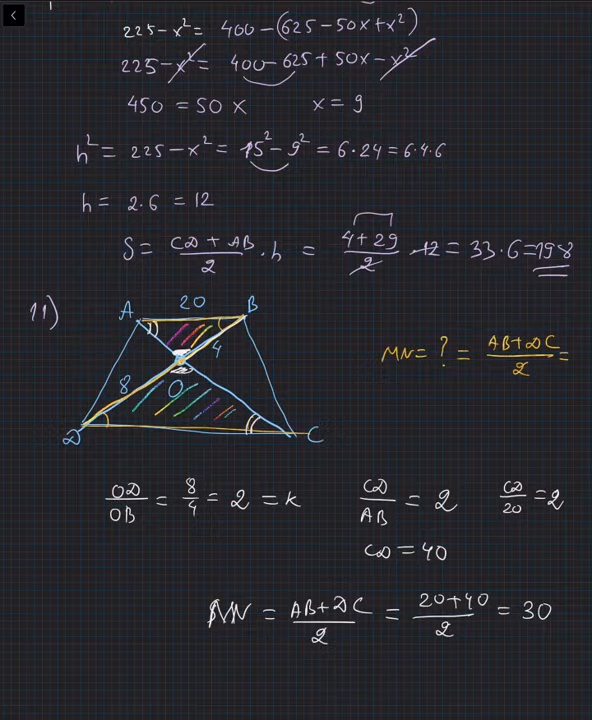 225 - x² = 400 - (625 - 50x + x²)
225 - x² = 400 - 625 + 50x - x²
450 = 50x x = 9
h² = 225 - x² = 15² - 9² = 6·24 = 6·4·6
h = 2·6 = 12
S = (CD + AB)/2 · h = (4 + 29)/2 · 12 = 33·6 = 198
11)
A 20 B
4
8 O
D C
MN = ? = (AB + DC)/2 =
OD/OB = 8/4 = 2 = k CD/AB = 2 CD/20 = 2
CD = 40
MN = (AB + DC)/2 = (20 + 40)/2 = 30